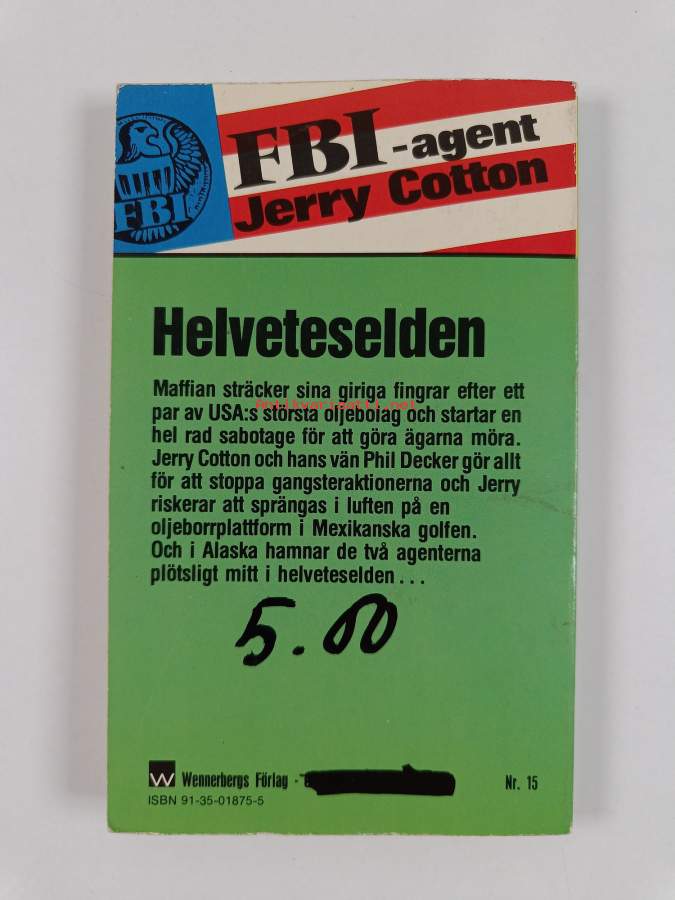 FBI
FBI-agent
Jerry Cotton
Helveteselden
Maffian sträcker sina giriga fingrar efter ett
par av USA:s största oljebolag och startar en
hel rad sabotage för att göra ägarna möra.
Jerry Cotton och hans vän Phil Decker gör allt
för att stoppa gangsteraktionerna och Jerry
riskerar att sprängas i luften på en
oljeborrplattform i Mexikanska golfen.
Och i Alaska hamnar de två agenterna
plötsligt mitt i helveteselden...
Antikvariaatti.net
5.00
W Wennerbergs Förlag -
Nr. 15
ISBN 91-35-01875-5